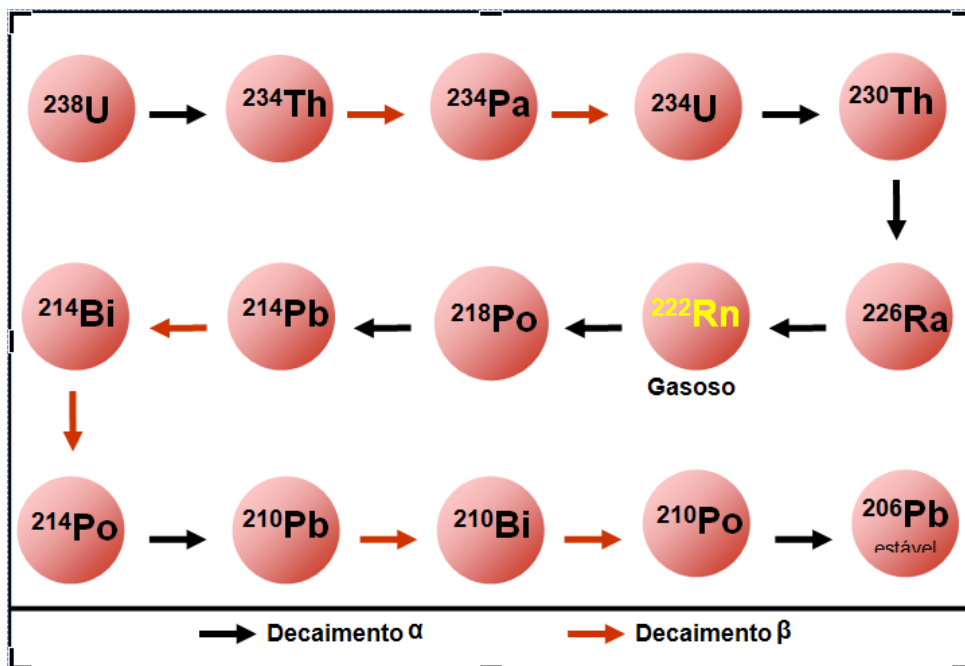 ²³⁸U ²³⁴Th ²³⁴Pa ²³⁴U ²³⁰Th
²¹⁴Bi ²¹⁴Pb ²¹⁸Po ²²²Rn ²²⁶Ra
Gasoso
²¹⁴Po ²¹⁰Pb ²¹⁰Bi ²¹⁰Po ²⁰⁶Pb
estável
Decaimento α Decaimento β